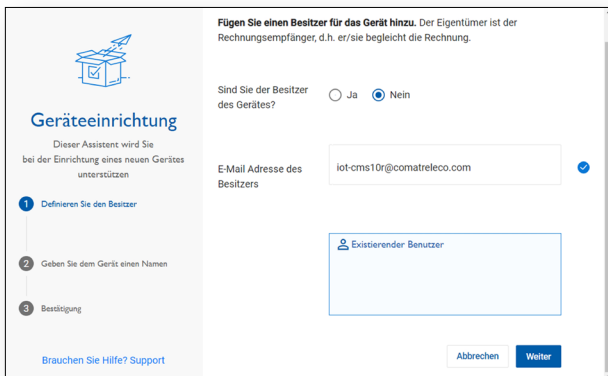 Geräteeinrichtung
Dieser Assistent wird Sie
bei der Einrichtung eines neuen Gerätes
unterstützen
1 Definieren Sie den Besitzer
2 Geben Sie dem Gerät einen Namen
3 Bestätigung
Brauchen Sie Hilfe? Support
Fügen Sie einen Besitzer für das Gerät hinzu. Der Eigentümer ist der
Rechnungsempfänger, d.h. er/sie begleicht die Rechnung.
Sind Sie der Besitzer
des Gerätes?
Ja
Nein
E-Mail Adresse des
Besitzers
iot-cms10r@comatreleco.com
Existierender Benutzer
Abbrechen
Weiter